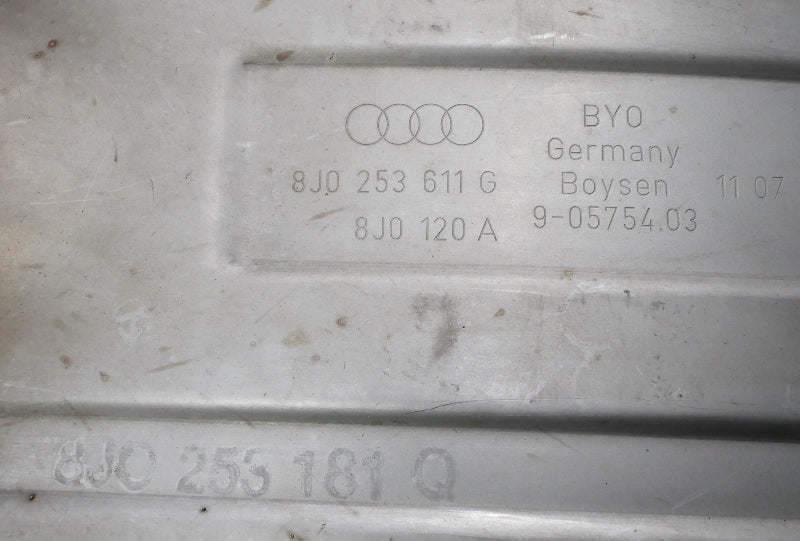 8J0 253 611 G
8J0 120 A
BYO
Germany
Boysen 11 07
9-05754.03
8J0 253 181 Q